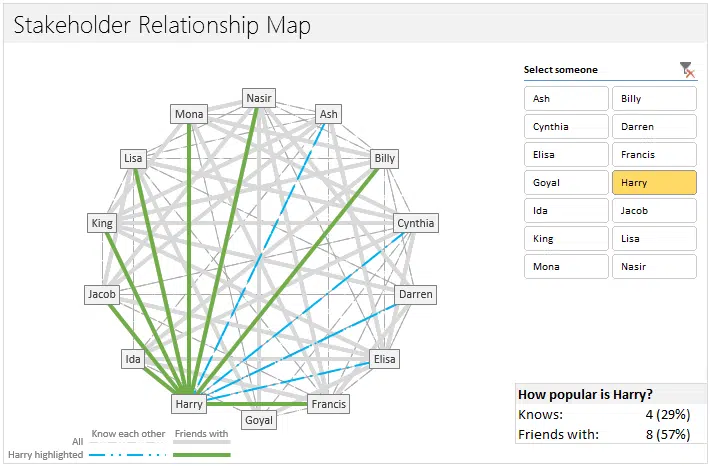 Stakeholder Relationship Map
Select someone
Ash Billy
Cynthia Darren
Elisa Francis
Goyal Harry
Ida Jacob
King Lisa
Mona Nasir
Nasir
Mona Ash
Lisa Billy
King Cynthia
Jacob Darren
Ida Elisa
Harry Francis
Goyal
Know each other Friends with
All
Harry highlighted
How popular is Harry?
Knows: 4 (29%)
Friends with: 8 (57%)